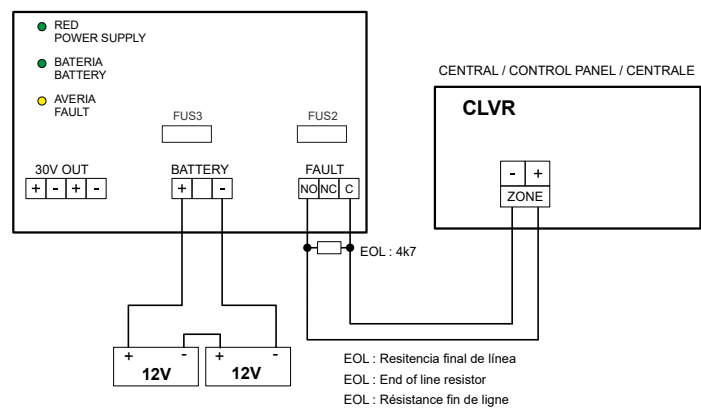 RED
POWER SUPPLY
BATERIA
BATTERY
AVERIA
FAULT
FUS3
FUS2
30V OUT
+ - + -
BATTERY
+ -
FAULT
NO NC C
CENTRAL / CONTROL PANEL / CENTRALE
CLVR
- +
ZONE
EOL : 4k7
+ -
12V
+ -
12V
EOL : Resitencia final de línea
EOL : End of line resistor
EOL : Résistance fin de ligne